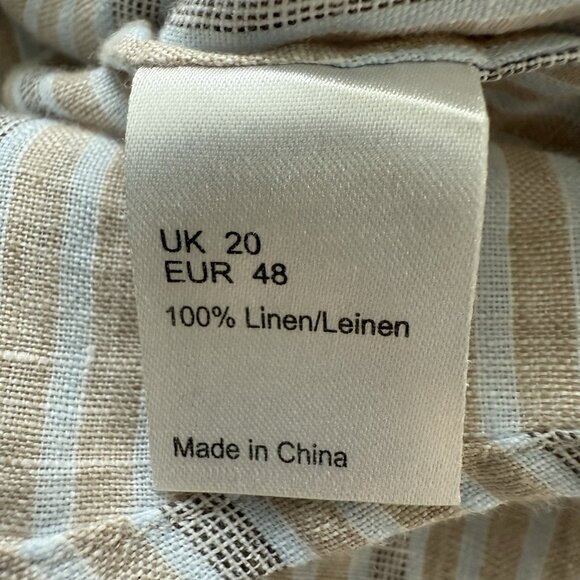 UK 20
EUR 48
100% Linen/Leinen
Made in China